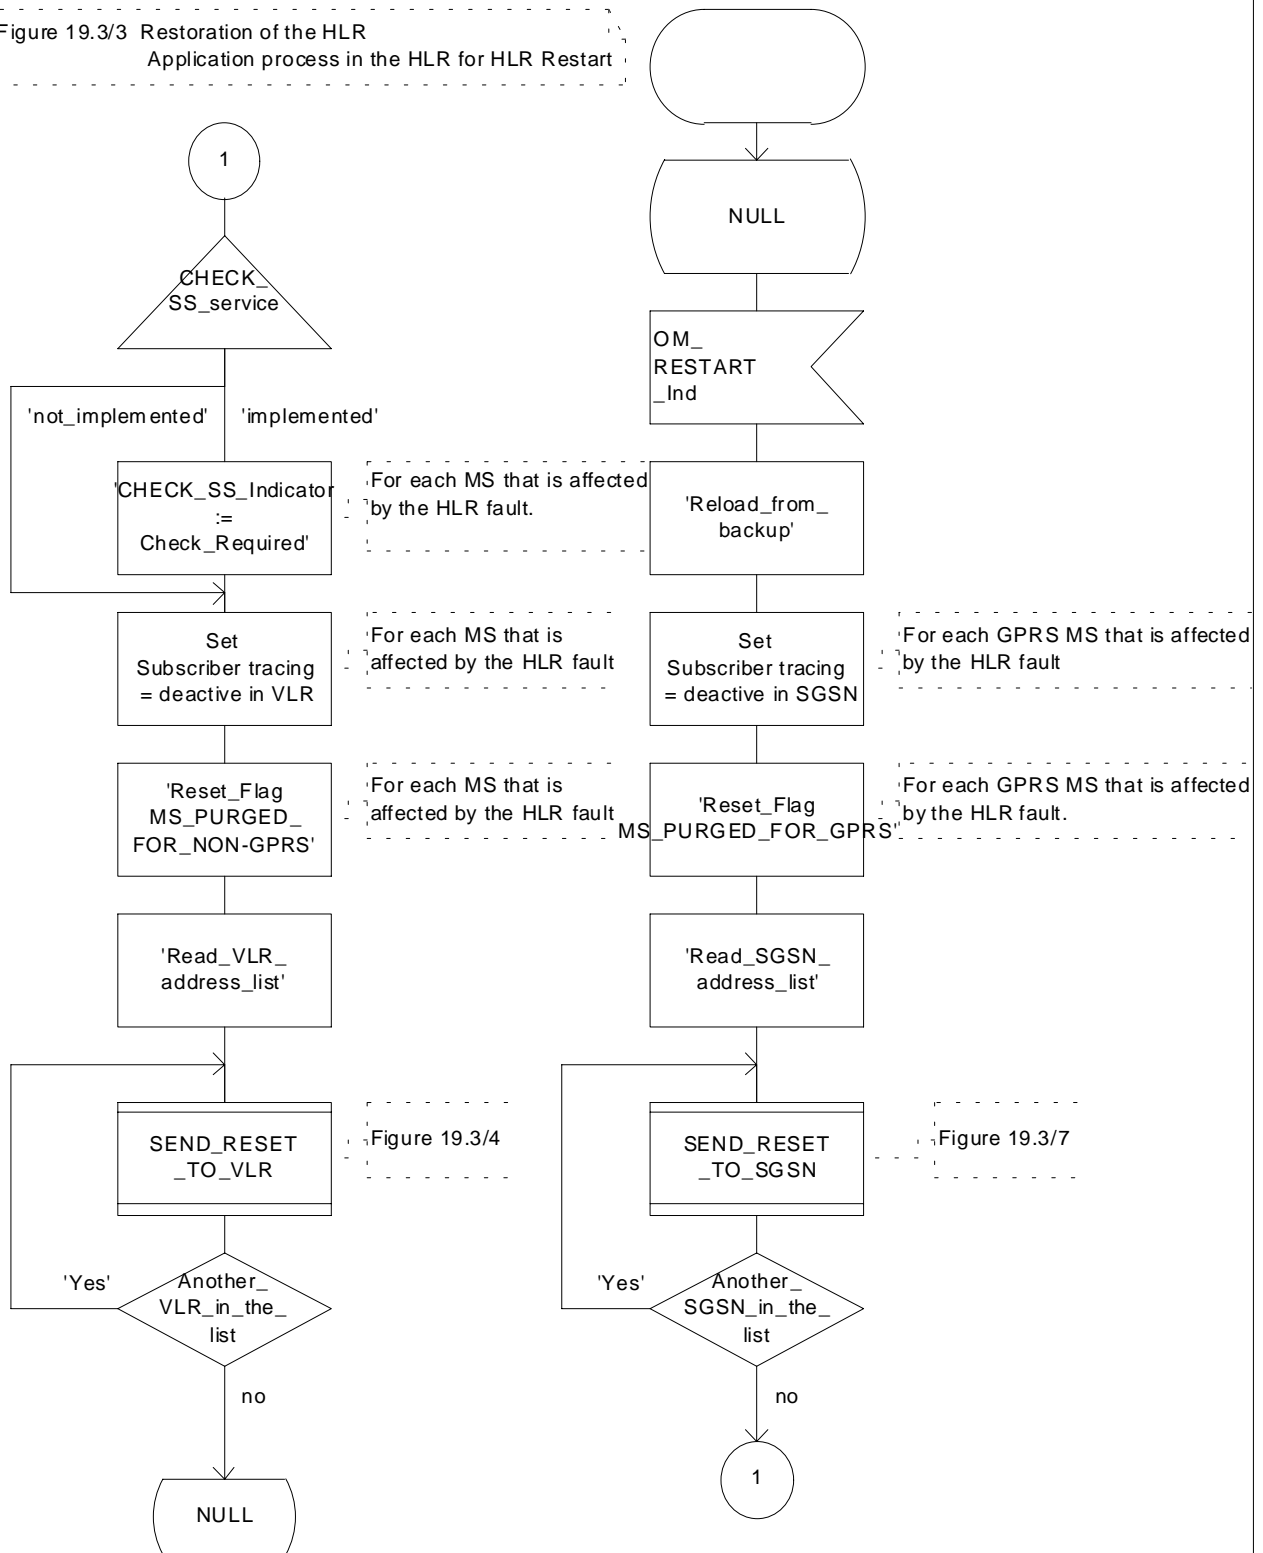 Figure 19.3/3 Restoration of the HLR
Application process in the HLR for HLR Restart
1
CHECK_
SS_service
'not_implemented'
'implemented'
'CHECK_SS_Indicator
:=
Check_Required'
For each MS that is affected
by the HLR fault.
Set
Subscriber tracing
= deactive in VLR
For each MS that is
affected by the HLR fault
'Reset_Flag
MS_PURGED_
FOR_NON-GPRS'
For each MS that is
affected by the HLR fault
'Read_VLR_
address_list'
SEND_RESET
_TO_VLR
Figure 19.3/4
'Yes'
Another_
VLR_in_the_
list
no
NULL
NULL
OM_
RESTART
_Ind
'Reload_from_
backup'
Set
Subscriber tracing
= deactive in SGSN
For each GPRS MS that is affected
by the HLR fault
'Reset_Flag
MS_PURGED_FOR_GPRS'
For each GPRS MS that is affected
by the HLR fault.
'Read_SGSN_
address_list'
SEND_RESET
_TO_SGSN
Figure 19.3/7
'Yes'
Another_
SGSN_in_the_
list
no
1